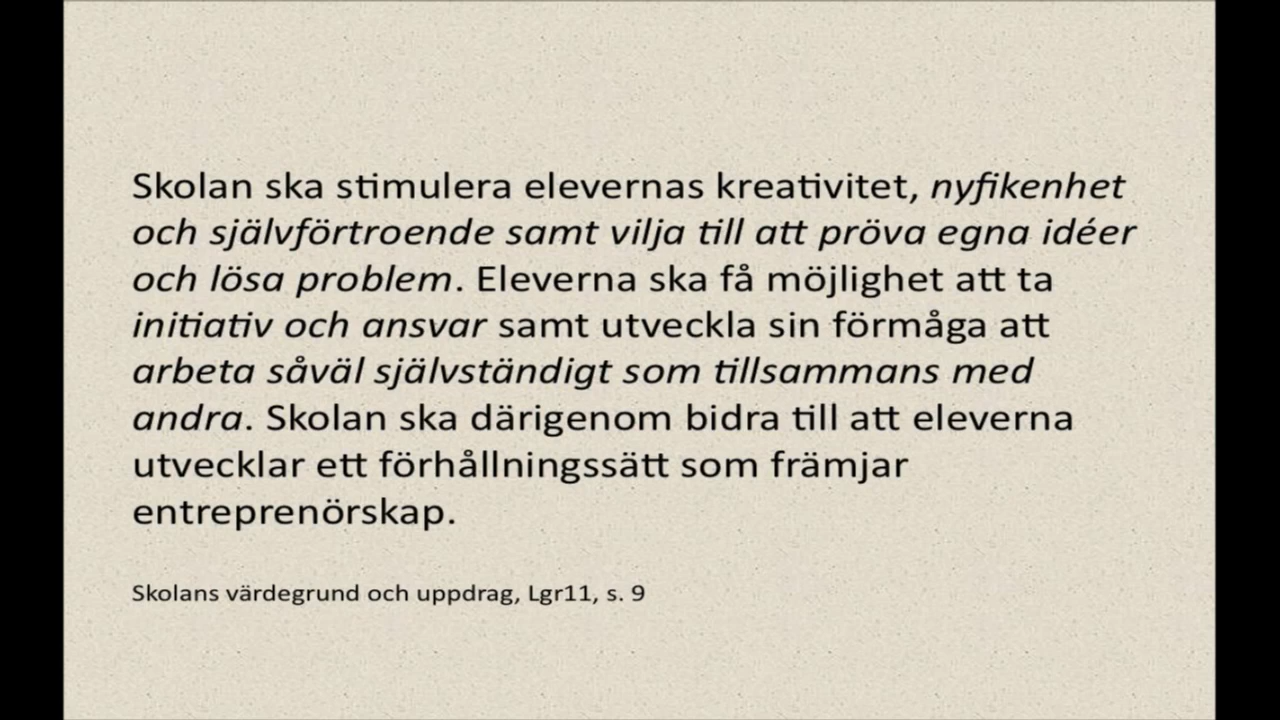 Skolan ska stimulera elevernas kreativitet, nyfikenhet
och självförtroende samt vilja till att pröva egna idéer
och lösa problem. Eleverna ska få möjlighet att ta
initiativ och ansvar samt utveckla sin förmåga att
arbeta såväl självständigt som tillsammans med
andra. Skolan ska därigenom bidra till att eleverna
utvecklar ett förhållningssätt som främjar
entreprenörskap.
Skolans värdegrund och uppdrag, Lgr11, s. 9